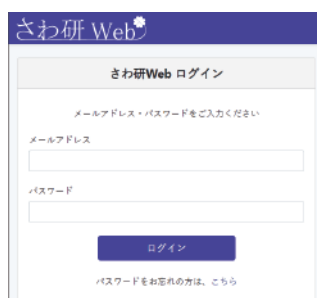 さわ研 Web
さわ研Web ログイン
メールアドレス・パスワードをご入力ください
メールアドレス
パスワード
ログイン
パスワードをお忘れの方は、こちら